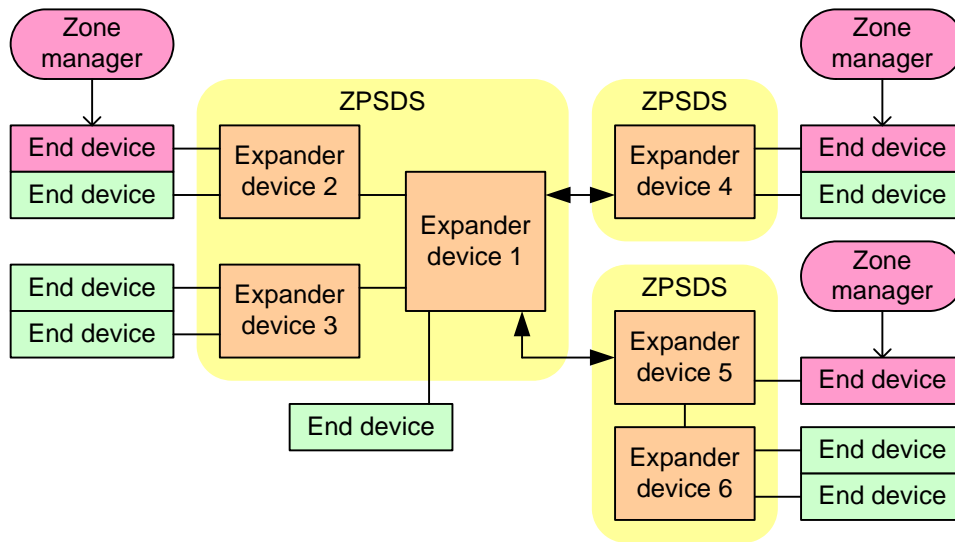 Zone
manager
End device
End device
End device
End device
ZPSDS
Expander
device 2
Expander
device 3
Expander
device 1
End device
ZPSDS
Expander
device 4
Zone
manager
End device
End device
ZPSDS
Expander
device 5
Expander
device 6
Zone
manager
End device
End device
End device